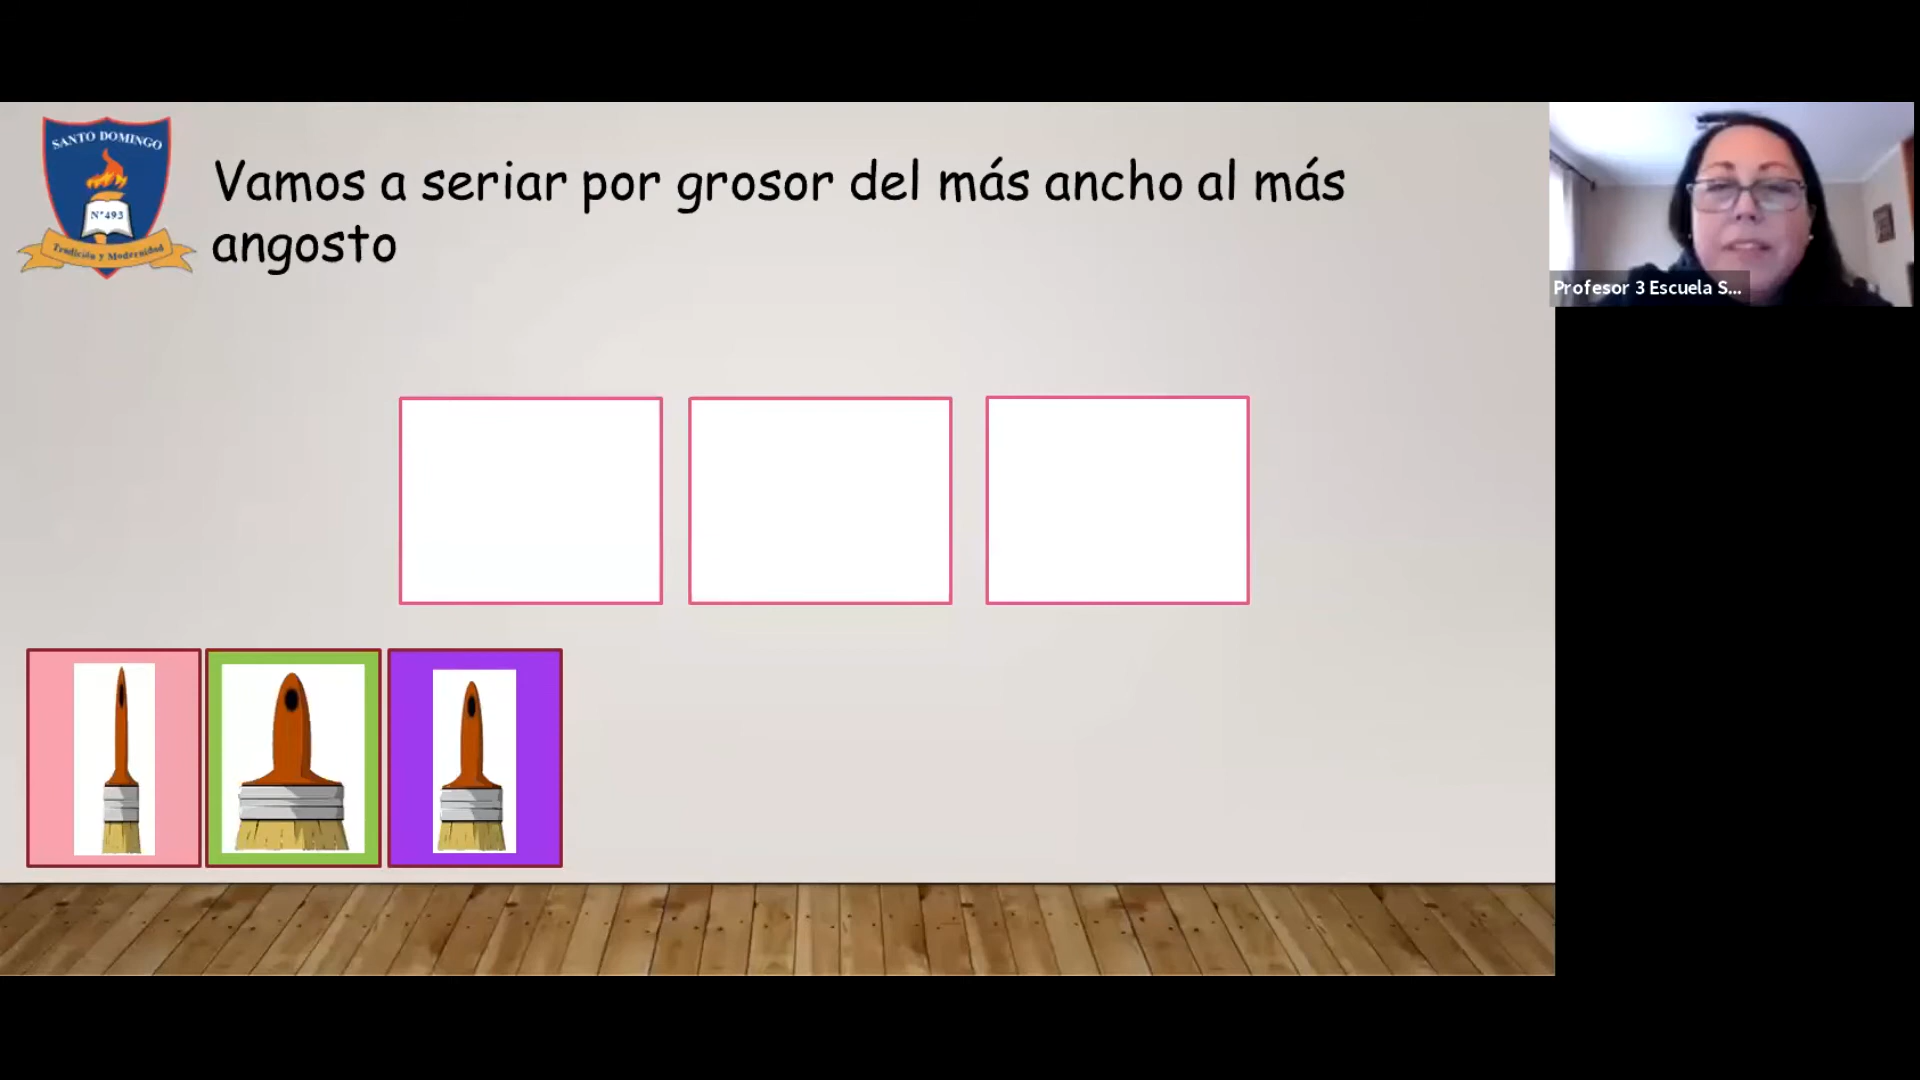 SANTO DOMINGO
N°493
Tradición y Modernidad
Vamos a seriar por grosor del más ancho al más
angosto
Profesor 3 Escuela S...